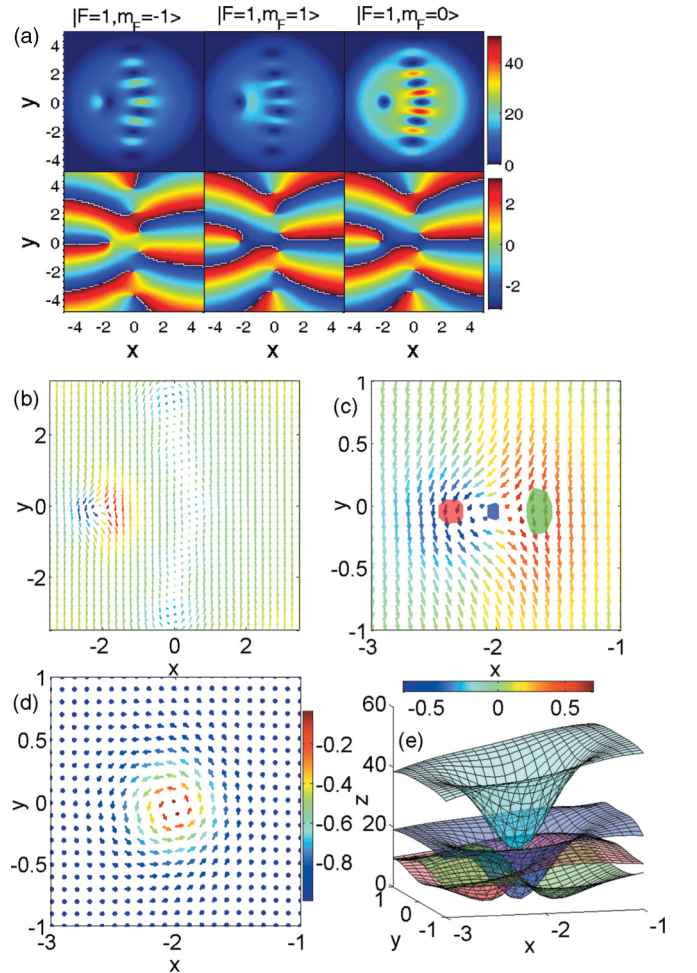 |F=1,m_F=-1> |F=1,m_F=1> |F=1,m_F=0>
(a)
y
4
2
0
-2
-4
40
20
0
y
4
2
0
-2
-4
2
0
-2
-4 -2 0 2 4 -4 -2 0 2 4 -4 -2 0 2 4
x x x
(b)
y
2
0
-2
-2 0 2
x
(c)
y
1
0.5
0
-0.5
-1
-3 -2 -1
x
(d)
y
1
0.5
0
-0.5
-1
-3 -2 -1
x
-0.2
-0.4
-0.6
-0.8
-0.5 0 0.5
(e)
z
60
40
20
0
y
1
0
-1
-3 -2 -1
x